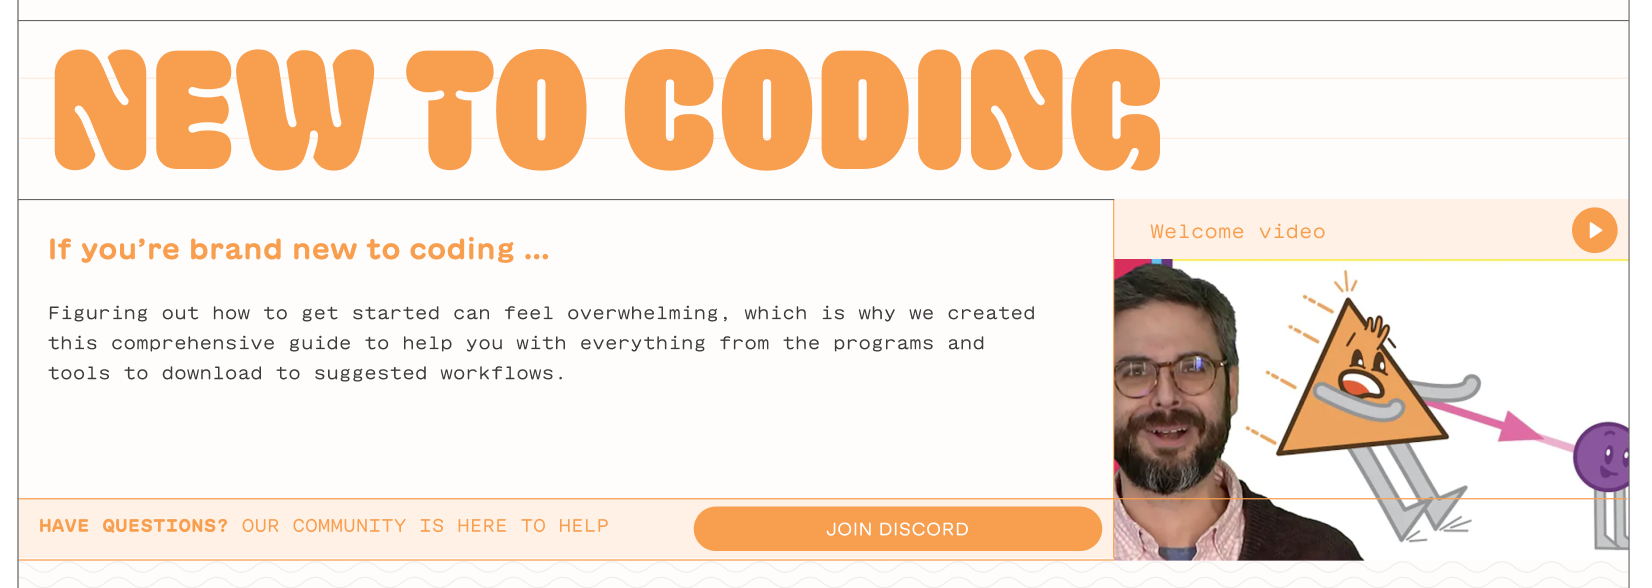 NEW TO CODING
If you’re brand new to coding ...
Figuring out how to get started can feel overwhelming, which is why we created
this comprehensive guide to help you with everything from the programs and
tools to download to suggested workflows.
Welcome video
HAVE QUESTIONS? OUR COMMUNITY IS HERE TO HELP
JOIN DISCORD